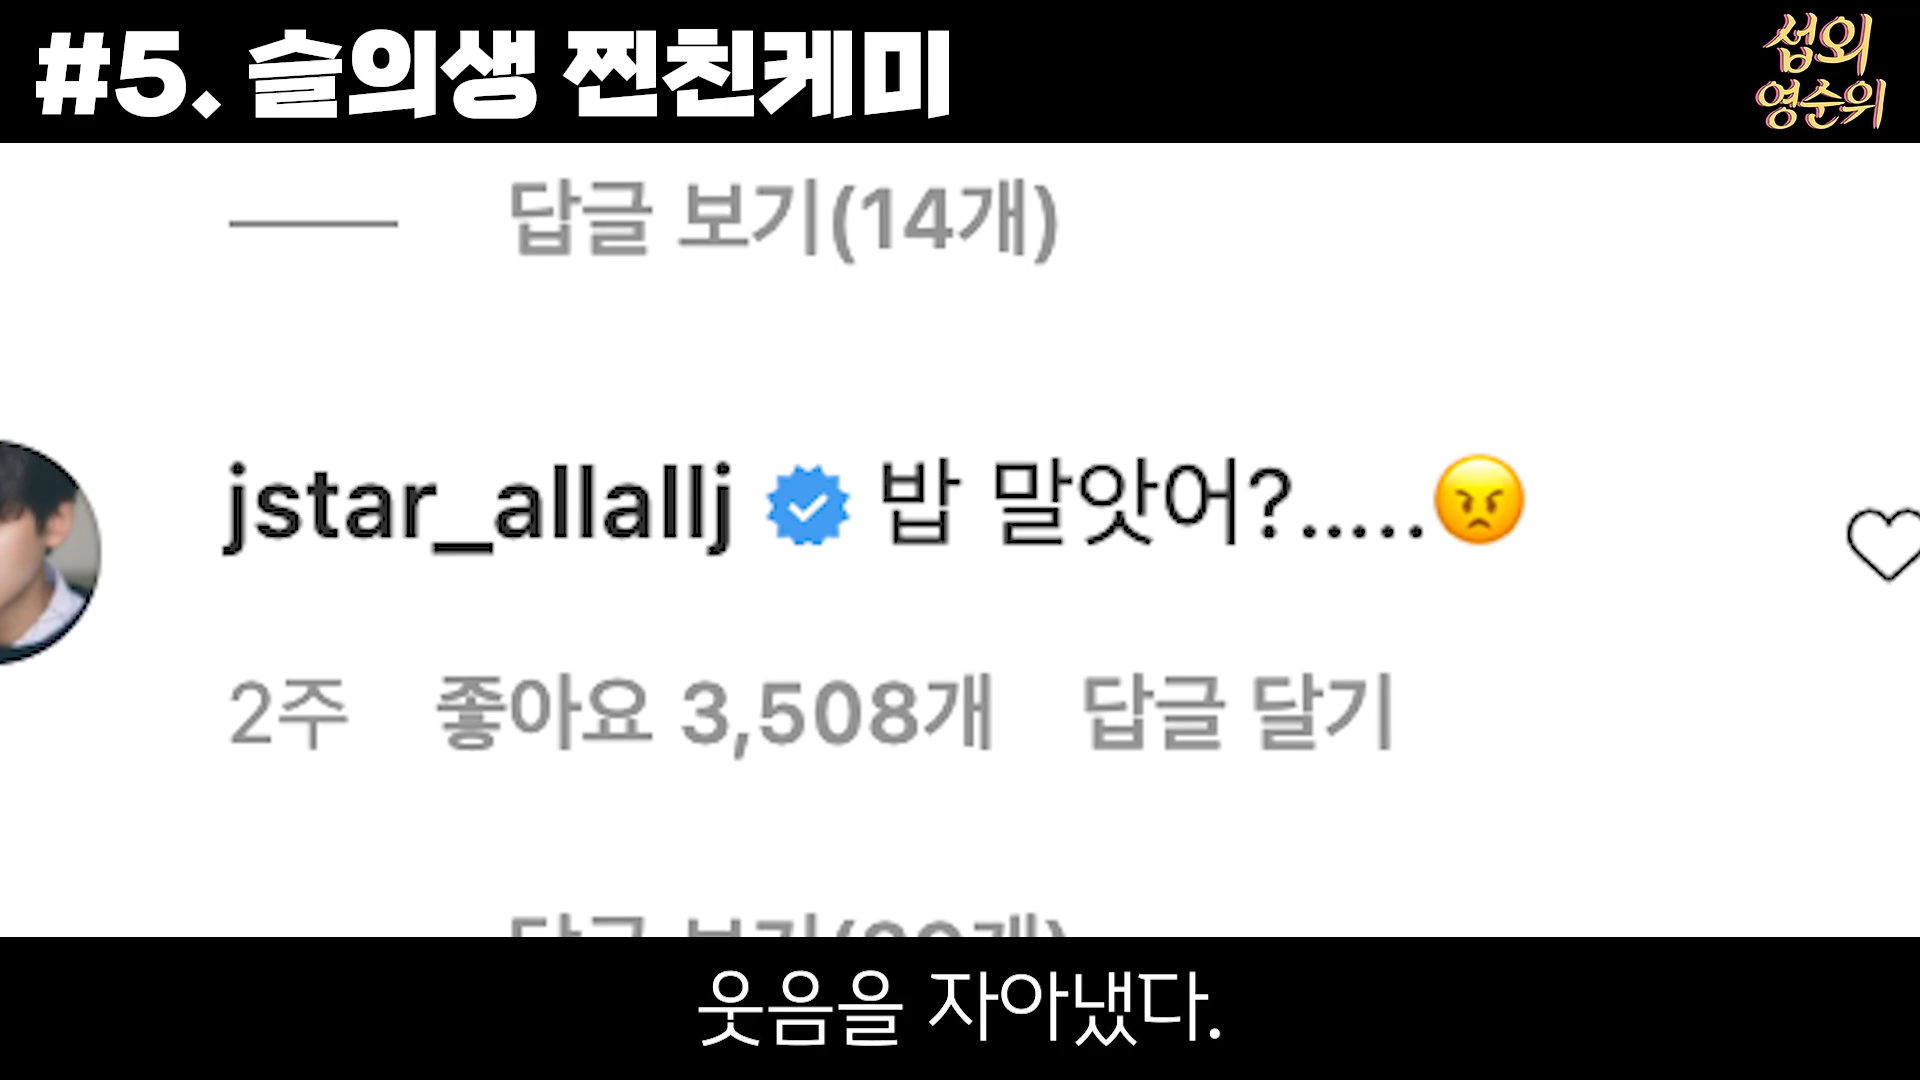 #5. 슬의생 찐친케미
섭외
영순위
답글 보기(14개)
jstar_allallj 밥 말앗어?.....😠
2주 좋아요 3,508개 답글 달기
웃음을 자아냈다.